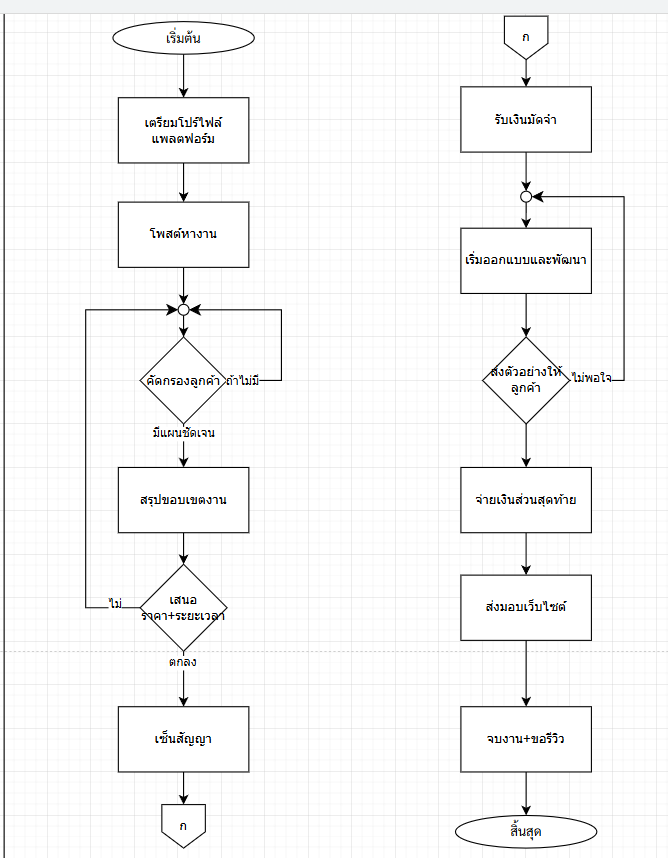 เริ่มต้น
เตรียมโปรไฟล์
แพลตฟอร์ม
โพสต์หางาน
คัดกรองลูกค้า
ถ้าไม่มี
มีแผนชัดเจน
สรุปขอบเขตงาน
เสนอ
ราคา+ระยะเวลา
ไม่
ตกลง
เซ็นสัญญา
ก
ก
รับเงินมัดจำ
เริ่มออกแบบและพัฒนา
ส่งตัวอย่างให้
ลูกค้า
ไม่พอใจ
จ่ายเงินส่วนสุดท้าย
ส่งมอบเว็บไซต์
จบงาน+ขอรีวิว
สิ้นสุด